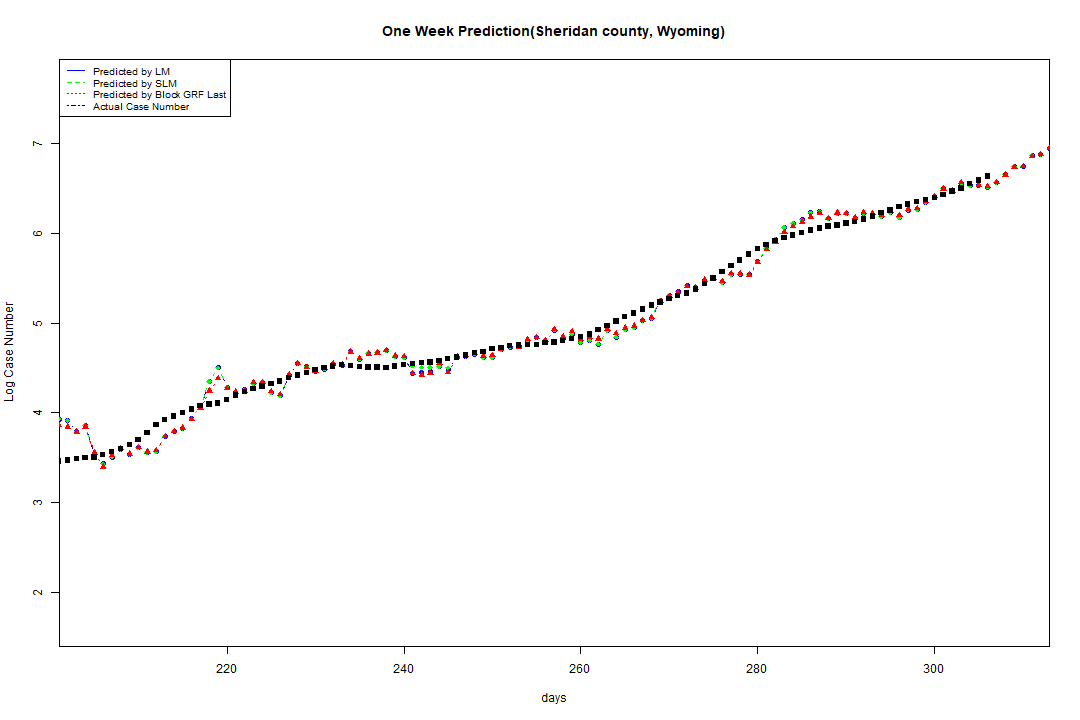 One Week Prediction(Sheridan county, Wyoming)
Predicted by LM
Predicted by SLM
Predicted by Block GRF Last
Actual Case Number
7
6
5
4
3
2
Log Case Number
220 240 260 280 300
days